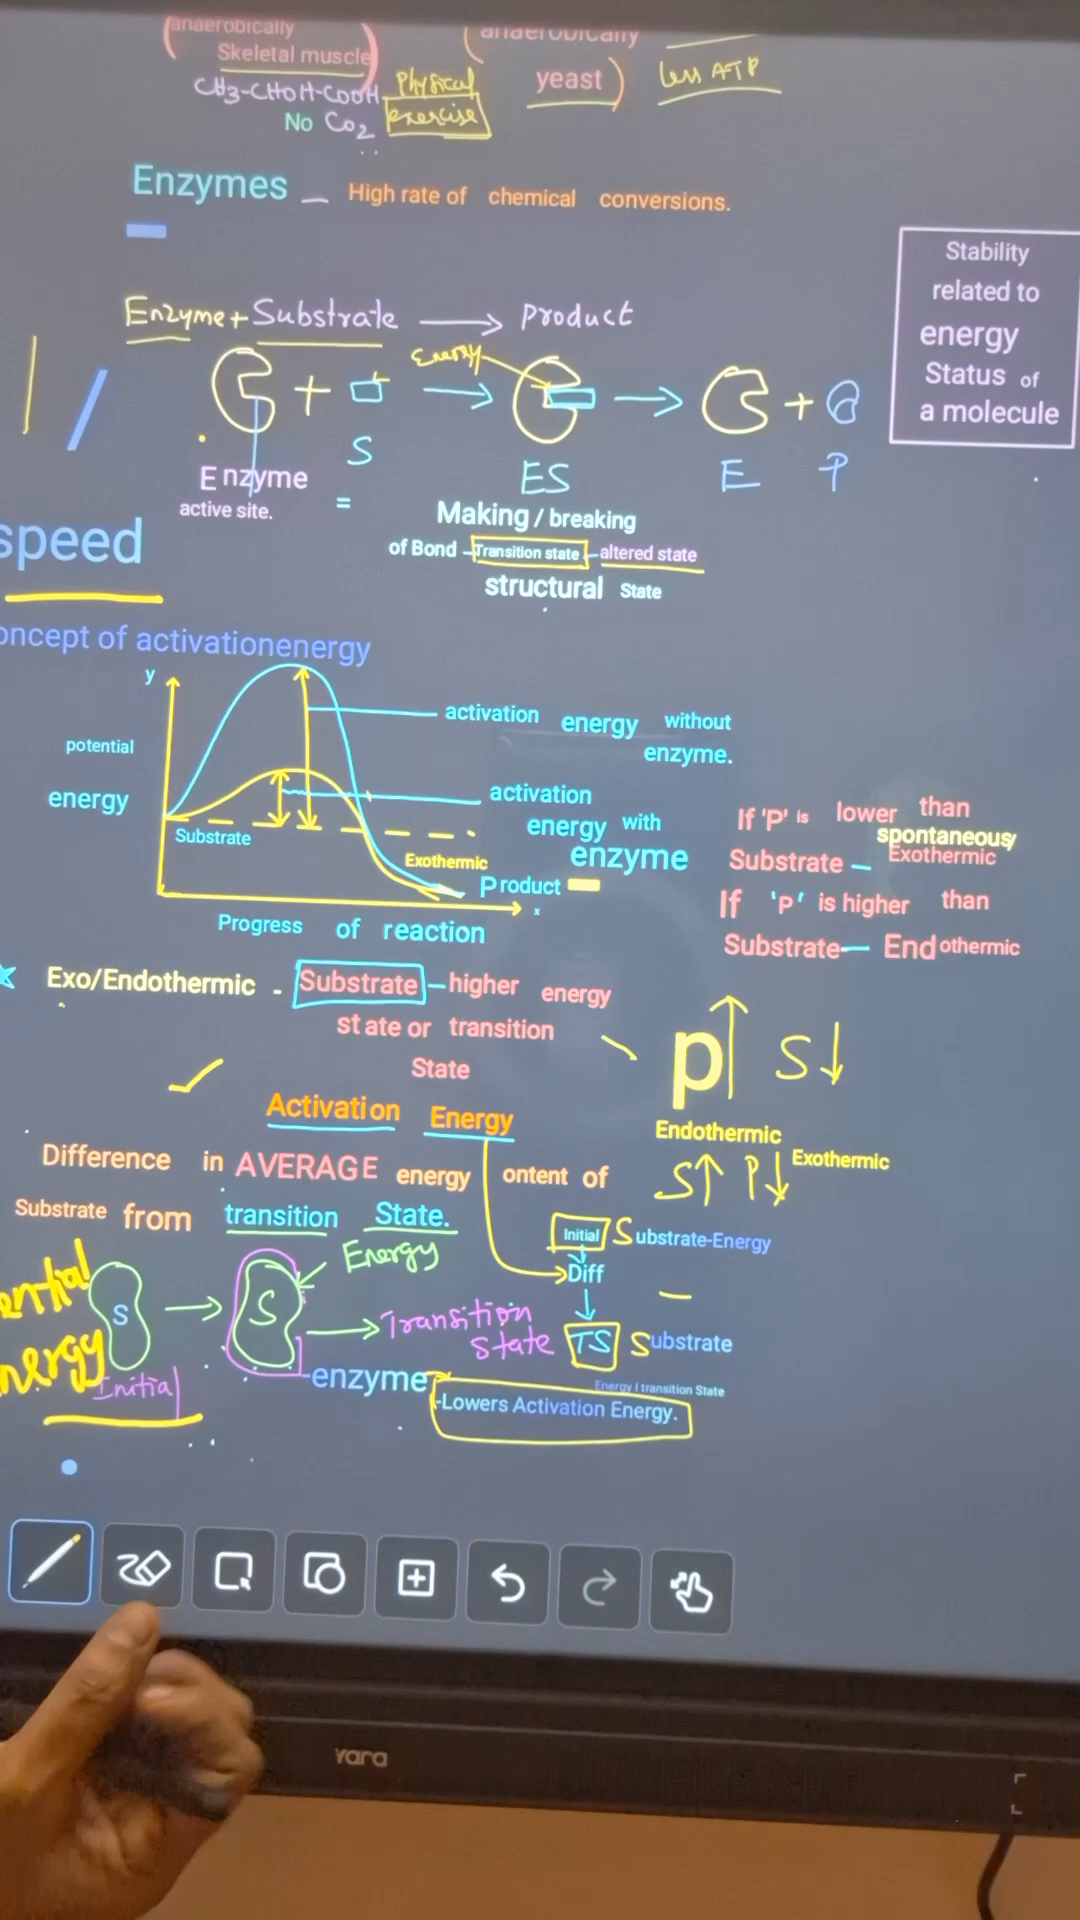 anaerobically
Skeletal muscle
CH3-CHOH-COOH
No CO2
Physical
exercise
anaerobically
yeast
less ATP
Enzymes - High rate of chemical conversions.
Stability
related to
energy
Status of
a molecule
Enzyme + Substrate → Product
Energy
+ → → +
S
ES
E P
Enzyme
active site.
=
Making / breaking
of Bond - Transition state - altered state
structural State
speed
oncept of activationenergy
y
potential
energy
activation energy without
enzyme.
activation
energy with
enzyme
Substrate
Exothermic
Product
x
Progress of reaction
If 'P' is lower than
spontaneous
Substrate - Exothermic
If 'P' is higher than
Substrate - Endothermic
Exo/Endothermic - Substrate - higher energy
state or transition
State
p↑ S↓
Endothermic
S↑ P↓ Exothermic
Activation Energy
Difference in AVERAGE energy ontent of
Substrate from transition State.
Initial Substrate-Energy
Diff
TS Substrate
Energy I transition State
ential
nergy
S → S
Energy
→ Transition
State
Initial
-enzyme
-Lowers Activation Energy.
vara